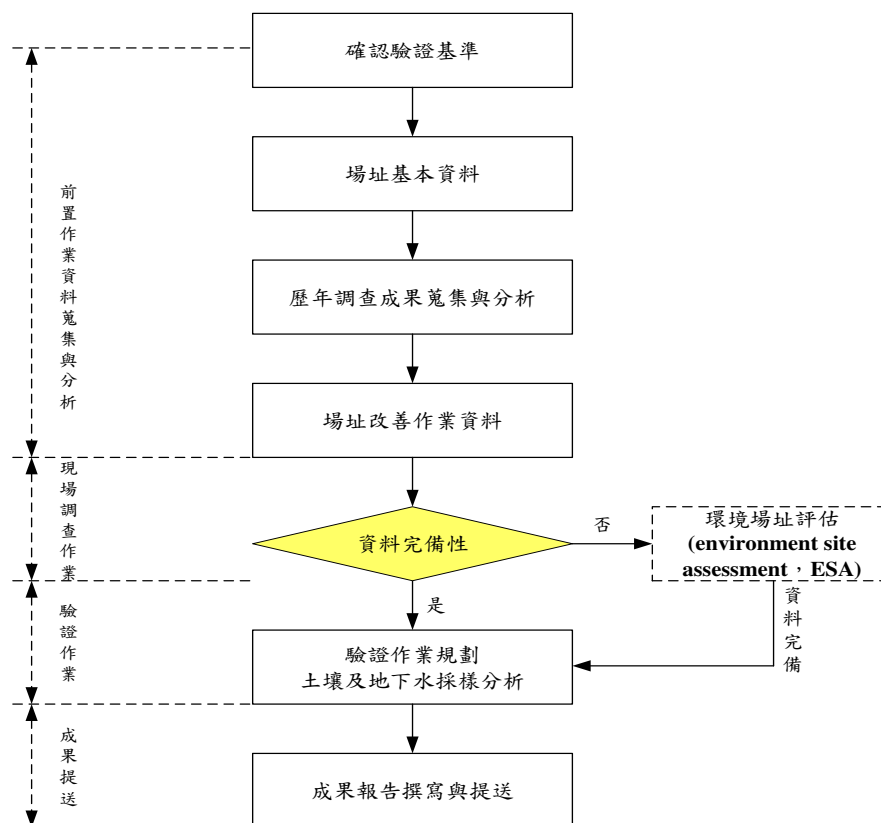 確認驗證基準
場址基本資料
歷年調查成果蒐集與分析
場址改善作業資料
前置作業資料蒐集與分析
現場調查作業
資料完備性
否
環境場址評估
(environment site
assessment，ESA)
是
資料完備
驗證作業
驗證作業規劃
土壤及地下水採樣分析
成果提送
成果報告撰寫與提送